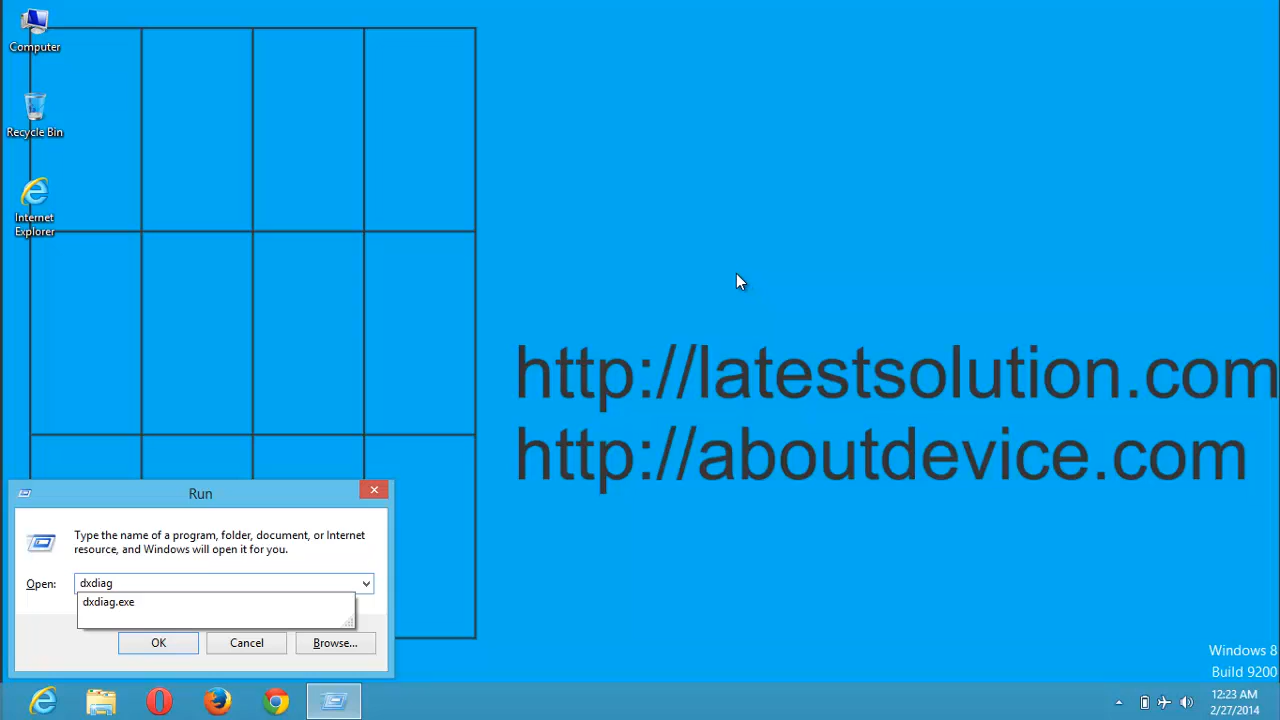 Computer
Recycle Bin
Internet
Explorer
http://latestsolution.com
http://aboutdevice.com
Run
Type the name of a program, folder, document, or Internet
resource, and Windows will open it for you.
Open: dxdiag
dxdiag.exe
OK Cancel Browse...
Windows 8
Build 9200
12:23 AM
2/27/2014